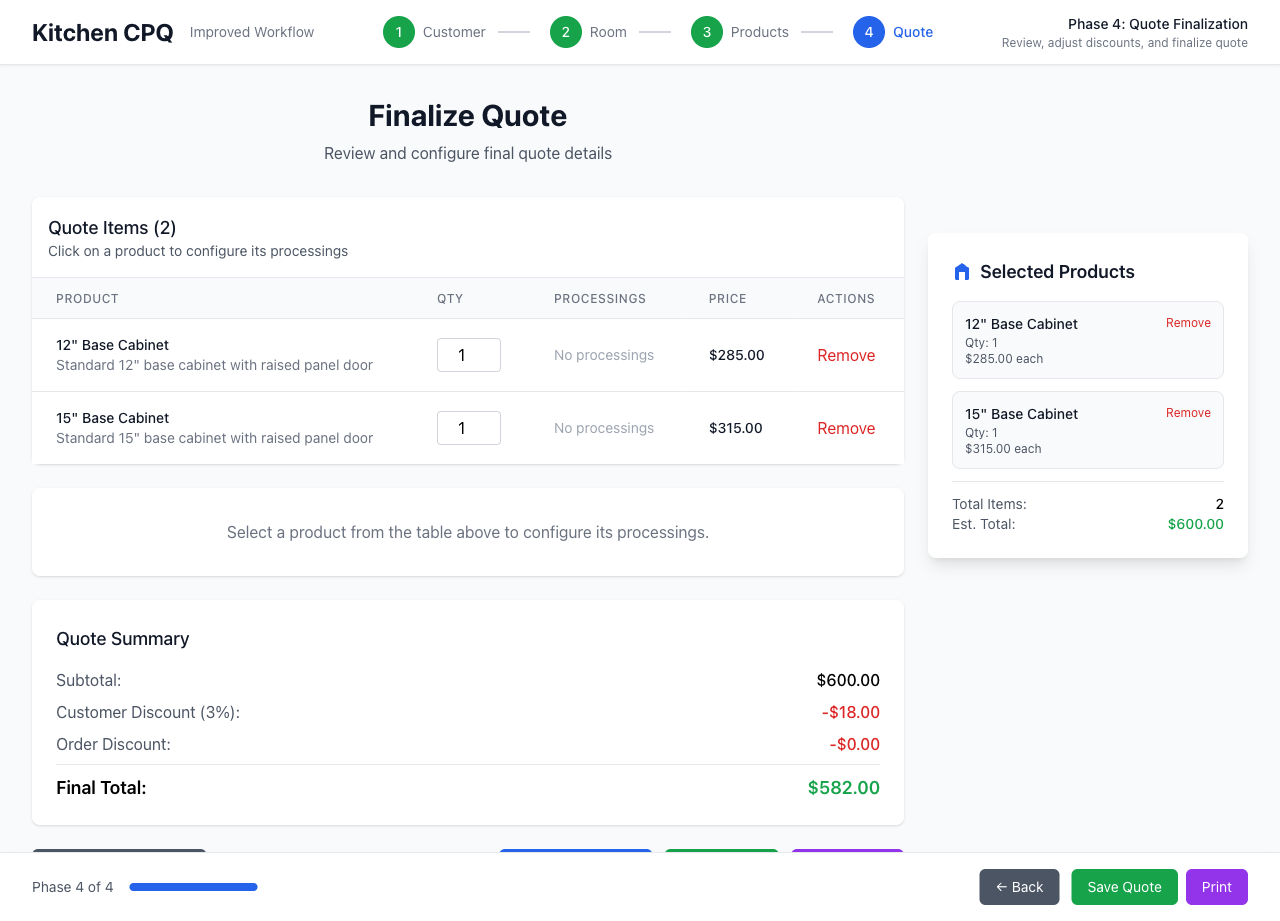 Kitchen CPQ Improved Workflow
1 Customer 2 Room 3 Products 4 Quote
Phase 4: Quote Finalization
Review, adjust discounts, and finalize quote
Finalize Quote
Review and configure final quote details
Quote Items (2)
Click on a product to configure its processings
PRODUCT QTY PROCESSINGS PRICE ACTIONS
12" Base Cabinet
Standard 12" base cabinet with raised panel door
1 No processings $285.00 Remove
15" Base Cabinet
Standard 15" base cabinet with raised panel door
1 No processings $315.00 Remove
Select a product from the table above to configure its processings.
Quote Summary
Subtotal: $600.00
Customer Discount (3%): -$18.00
Order Discount: -$0.00
Final Total: $582.00
Selected Products
12" Base Cabinet Remove
Qty: 1
$285.00 each
15" Base Cabinet Remove
Qty: 1
$315.00 each
Total Items: 2
Est. Total: $600.00
Phase 4 of 4
← Back Save Quote Print